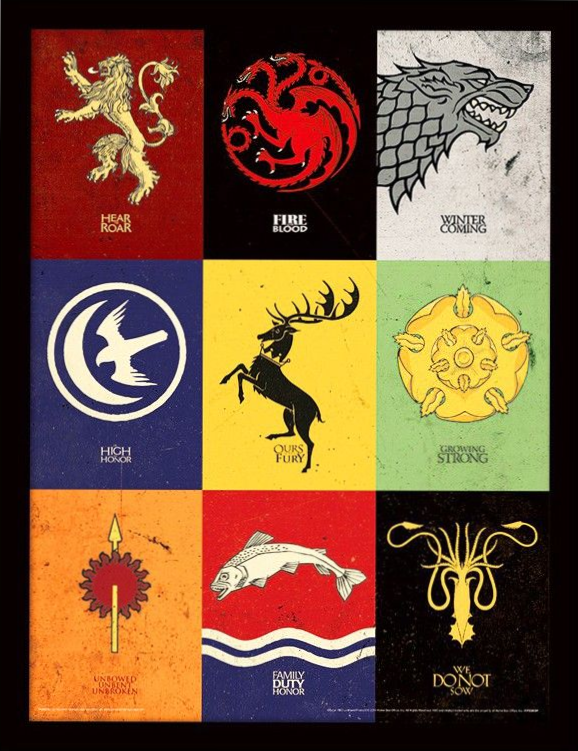 HEAR
ROAR
FIRE
BLOOD
WINTER
COMING
HIGH
HONOR
OURS
FURY
GROWING
STRONG
UNBOWED
UNBENT
UNBROKEN
FAMILY
DUTY
HONOR
WE
DO NOT
SOW